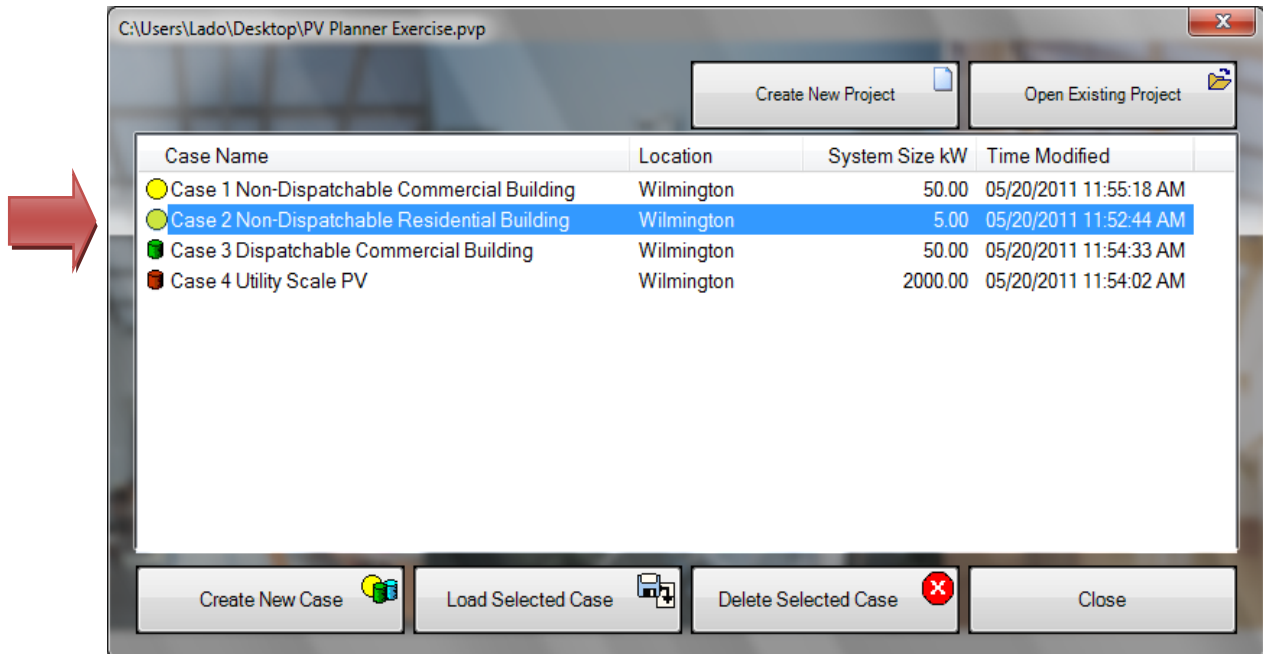 C:\Users\Lado\Desktop\PV Planner Exercise.pvp
Create New Project Open Existing Project
Case Name Location System Size kW Time Modified
Case 1 Non-Dispatchable Commercial Building Wilmington 50.00 05/20/2011 11:55:18 AM
Case 2 Non-Dispatchable Residential Building Wilmington 5.00 05/20/2011 11:52:44 AM
Case 3 Dispatchable Commercial Building Wilmington 50.00 05/20/2011 11:54:33 AM
Case 4 Utility Scale PV Wilmington 2000.00 05/20/2011 11:54:02 AM
Create New Case Load Selected Case Delete Selected Case Close